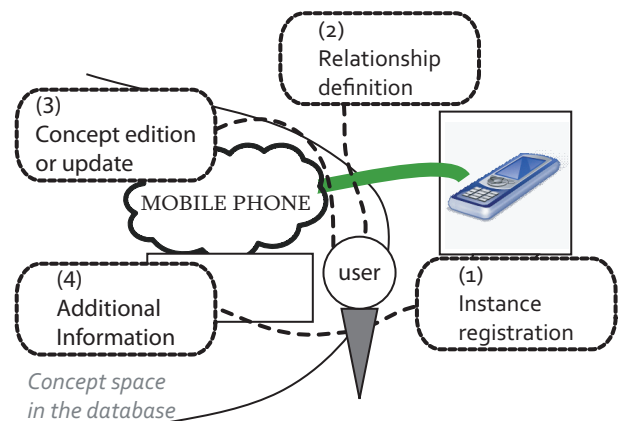 (2)
Relationship
definition
(3)
Concept edition
or update
MOBILE PHONE
user
(4)
Additional
Information
(1)
Instance
registration
Concept space
in the database